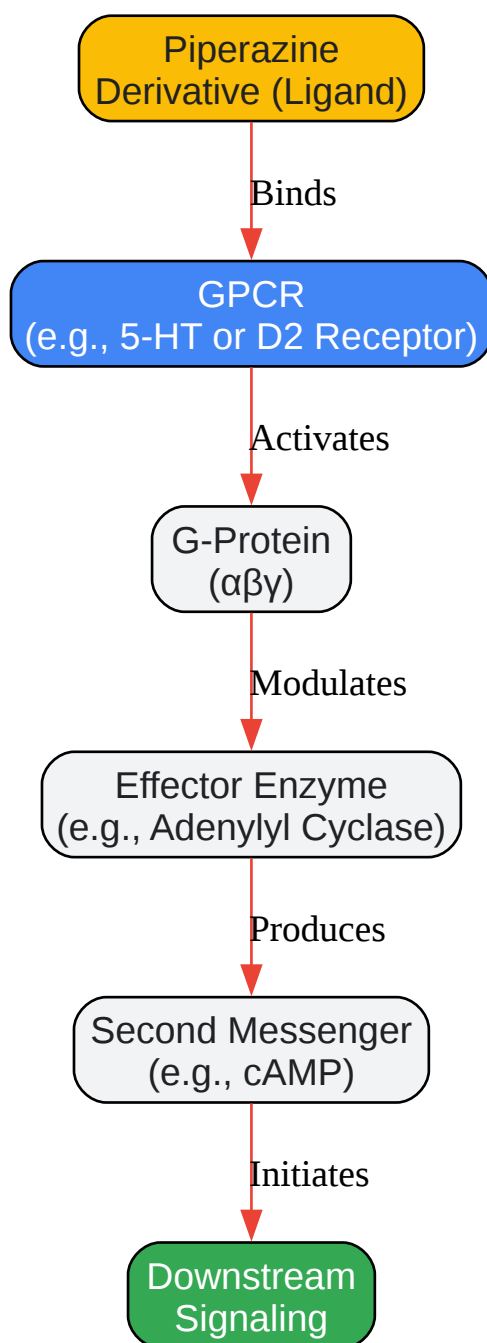 Piperazine
Derivative (Ligand)
Binds
GPCR
(e.g., 5-HT or D2 Receptor)
Activates
G-Protein
(αβγ)
Modulates
Effector Enzyme
(e.g., Adenylyl Cyclase)
Produces
Second Messenger
(e.g., cAMP)
Initiates
Downstream
Signaling